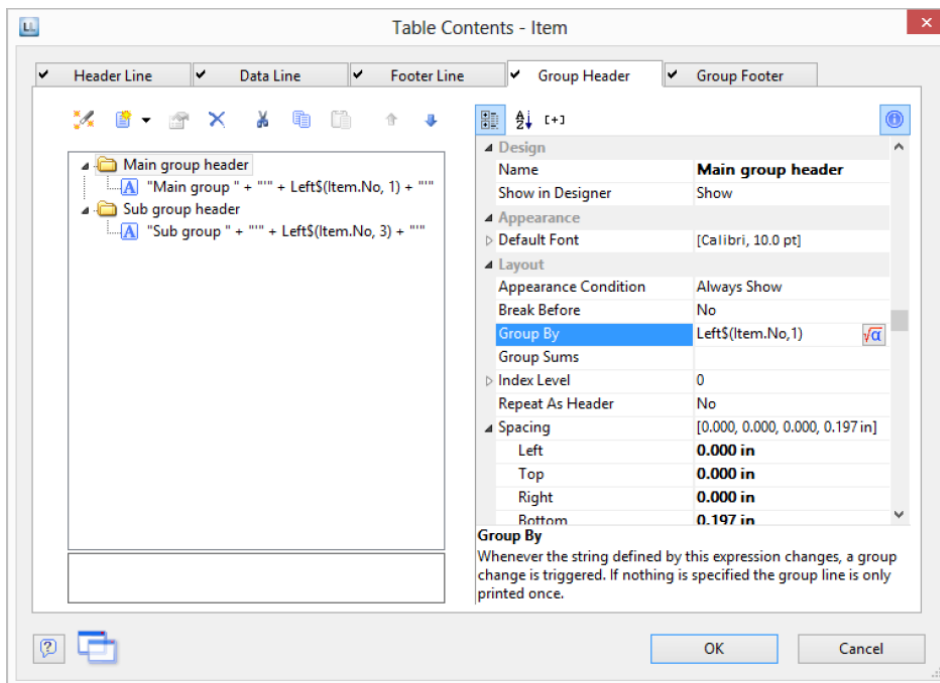 LL
Table Contents - Item
Header Line Data Line Footer Line Group Header Group Footer
A Z [+]
Main group header
A "Main group " + "'" + Left$(Item.No, 1) + "'"
Sub group header
A "Sub group " + "'" + Left$(Item.No, 3) + "'"
Design
Name Main group header
Show in Designer Show
Appearance
Default Font [Calibri, 10.0 pt]
Layout
Appearance Condition Always Show
Break Before No
Group By Left$(Item.No,1) √α
Group Sums
Index Level 0
Repeat As Header No
Spacing [0.000, 0.000, 0.000, 0.197 in]
Left 0.000 in
Top 0.000 in
Right 0.000 in
Bottom 0.197 in
Group By
Whenever the string defined by this expression changes, a group
change is triggered. If nothing is specified the group line is only
printed once.
OK Cancel